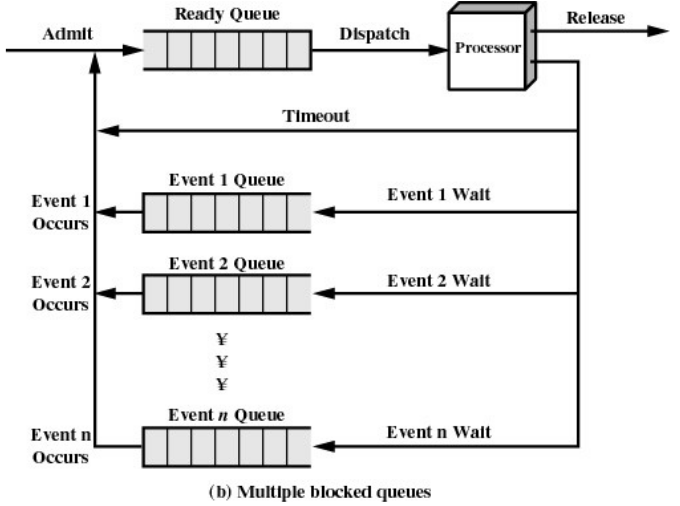 Ready Queue
Release
Admit
Dispatch
Processor
Timeout
Event 1 Queue
Event 1
Occurs
Event 1 Wait
Event 2 Queue
Event 2
Occurs
Event 2 Wait
¥
¥
¥
Event n Queue
Event n
Occurs
Event n Wait
(b) Multiple blocked queues